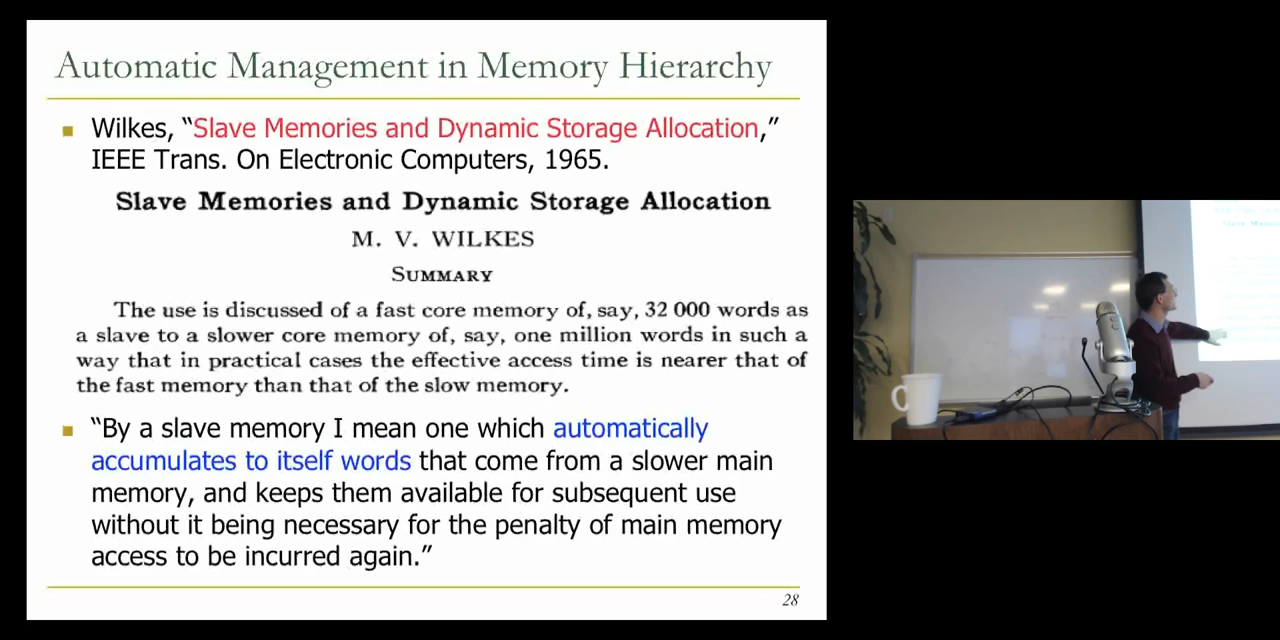 Automatic Management in Memory Hierarchy
Wilkes, “Slave Memories and Dynamic Storage Allocation,”
IEEE Trans. On Electronic Computers, 1965.
Slave Memories and Dynamic Storage Allocation
M. V. WILKES
SUMMARY
The use is discussed of a fast core memory of, say, 32 000 words as
a slave to a slower core memory of, say, one million words in such a
way that in practical cases the effective access time is nearer that of
the fast memory than that of the slow memory.
“By a slave memory I mean one which automatically
accumulates to itself words that come from a slower main
memory, and keeps them available for subsequent use
without it being necessary for the penalty of main memory
access to be incurred again.”
28